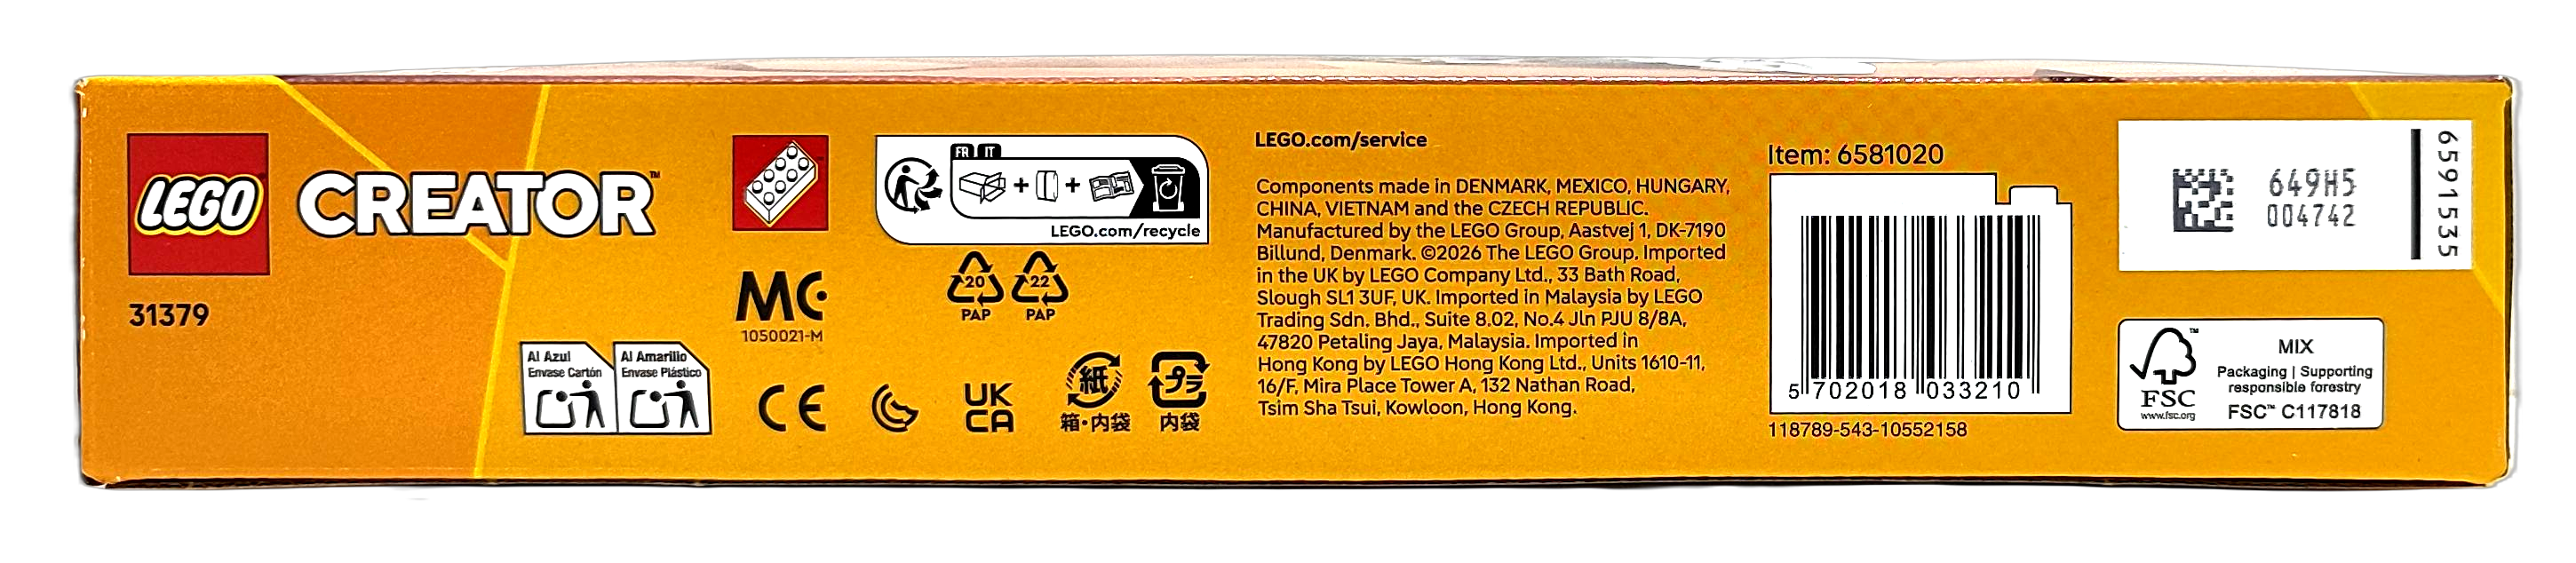 LEGO
CREATOR™
31379
Al Azul
Envase Cartón
Al Amarillo
Envase Plástico
MC
1050021-M
CE
FR IT
+ +
LEGO.com/recycle
20
PAP
22
PAP
UK
CA
紙
箱・内袋
プラ
内袋
LEGO.com/service
Components made in DENMARK, MEXICO, HUNGARY,
CHINA, VIETNAM and the CZECH REPUBLIC.
Manufactured by the LEGO Group, Aastvej 1, DK-7190
Billund, Denmark. ©2026 The LEGO Group. Imported
in the UK by LEGO Company Ltd., 33 Bath Road,
Slough SL1 3UF, UK. Imported in Malaysia by LEGO
Trading Sdn. Bhd., Suite 8.02, No.4 Jln PJU 8/8A,
47820 Petaling Jaya, Malaysia. Imported in
Hong Kong by LEGO Hong Kong Ltd., Units 1610-11,
16/F, Mira Place Tower A, 132 Nathan Road,
Tsim Sha Tsui, Kowloon, Hong Kong.
Item: 6581020
5 702018 033210
118789-543-10552158
649H5
004742
6591535
FSC™
www.fsc.org
MIX
Packaging | Supporting
responsible forestry
FSC™ C117818